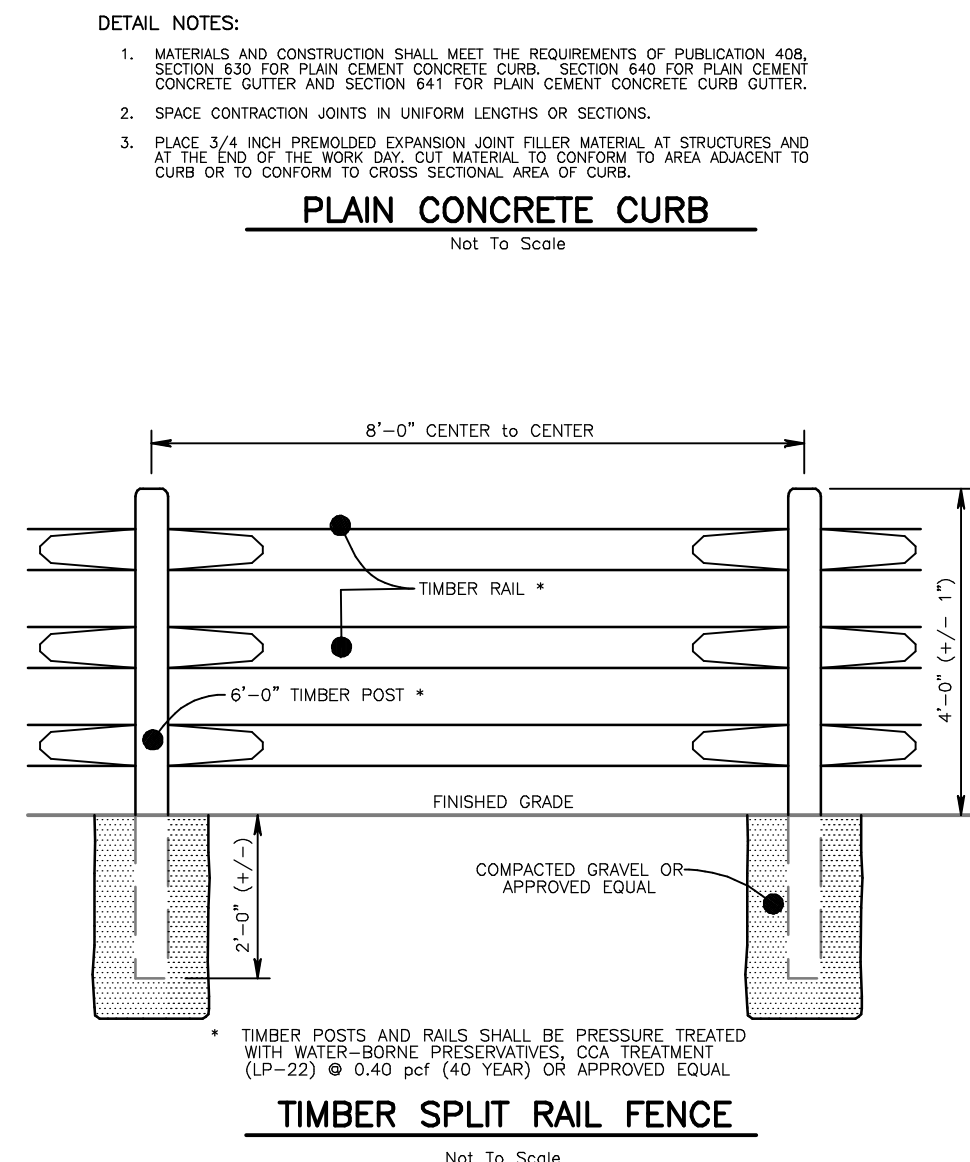 DETAIL NOTES:
1. MATERIALS AND CONSTRUCTION SHALL MEET THE REQUIREMENTS OF PUBLICATION 408,
SECTION 630 FOR PLAIN CEMENT CONCRETE CURB. SECTION 640 FOR PLAIN CEMENT
CONCRETE GUTTER AND SECTION 641 FOR PLAIN CEMENT CONCRETE CURB GUTTER.
2. SPACE CONTRACTION JOINTS IN UNIFORM LENGTHS OR SECTIONS.
3. PLACE 3/4 INCH PREMOLDED EXPANSION JOINT FILLER MATERIAL AT STRUCTURES AND
AT THE END OF THE WORK DAY. CUT MATERIAL TO CONFORM TO AREA ADJACENT TO
CURB OR TO CONFORM TO CROSS SECTIONAL AREA OF CURB.
PLAIN CONCRETE CURB
Not To Scale
8'-0" CENTER to CENTER
TIMBER RAIL *
4'-0" (+/- 1")
6'-0" TIMBER POST *
FINISHED GRADE
2'-0" (+/-)
COMPACTED GRAVEL OR
APPROVED EQUAL
* TIMBER POSTS AND RAILS SHALL BE PRESSURE TREATED
WITH WATER-BORNE PRESERVATIVES, CCA TREATMENT
(LP-22) @ 0.40 pcf (40 YEAR) OR APPROVED EQUAL
TIMBER SPLIT RAIL FENCE
Not To Scale